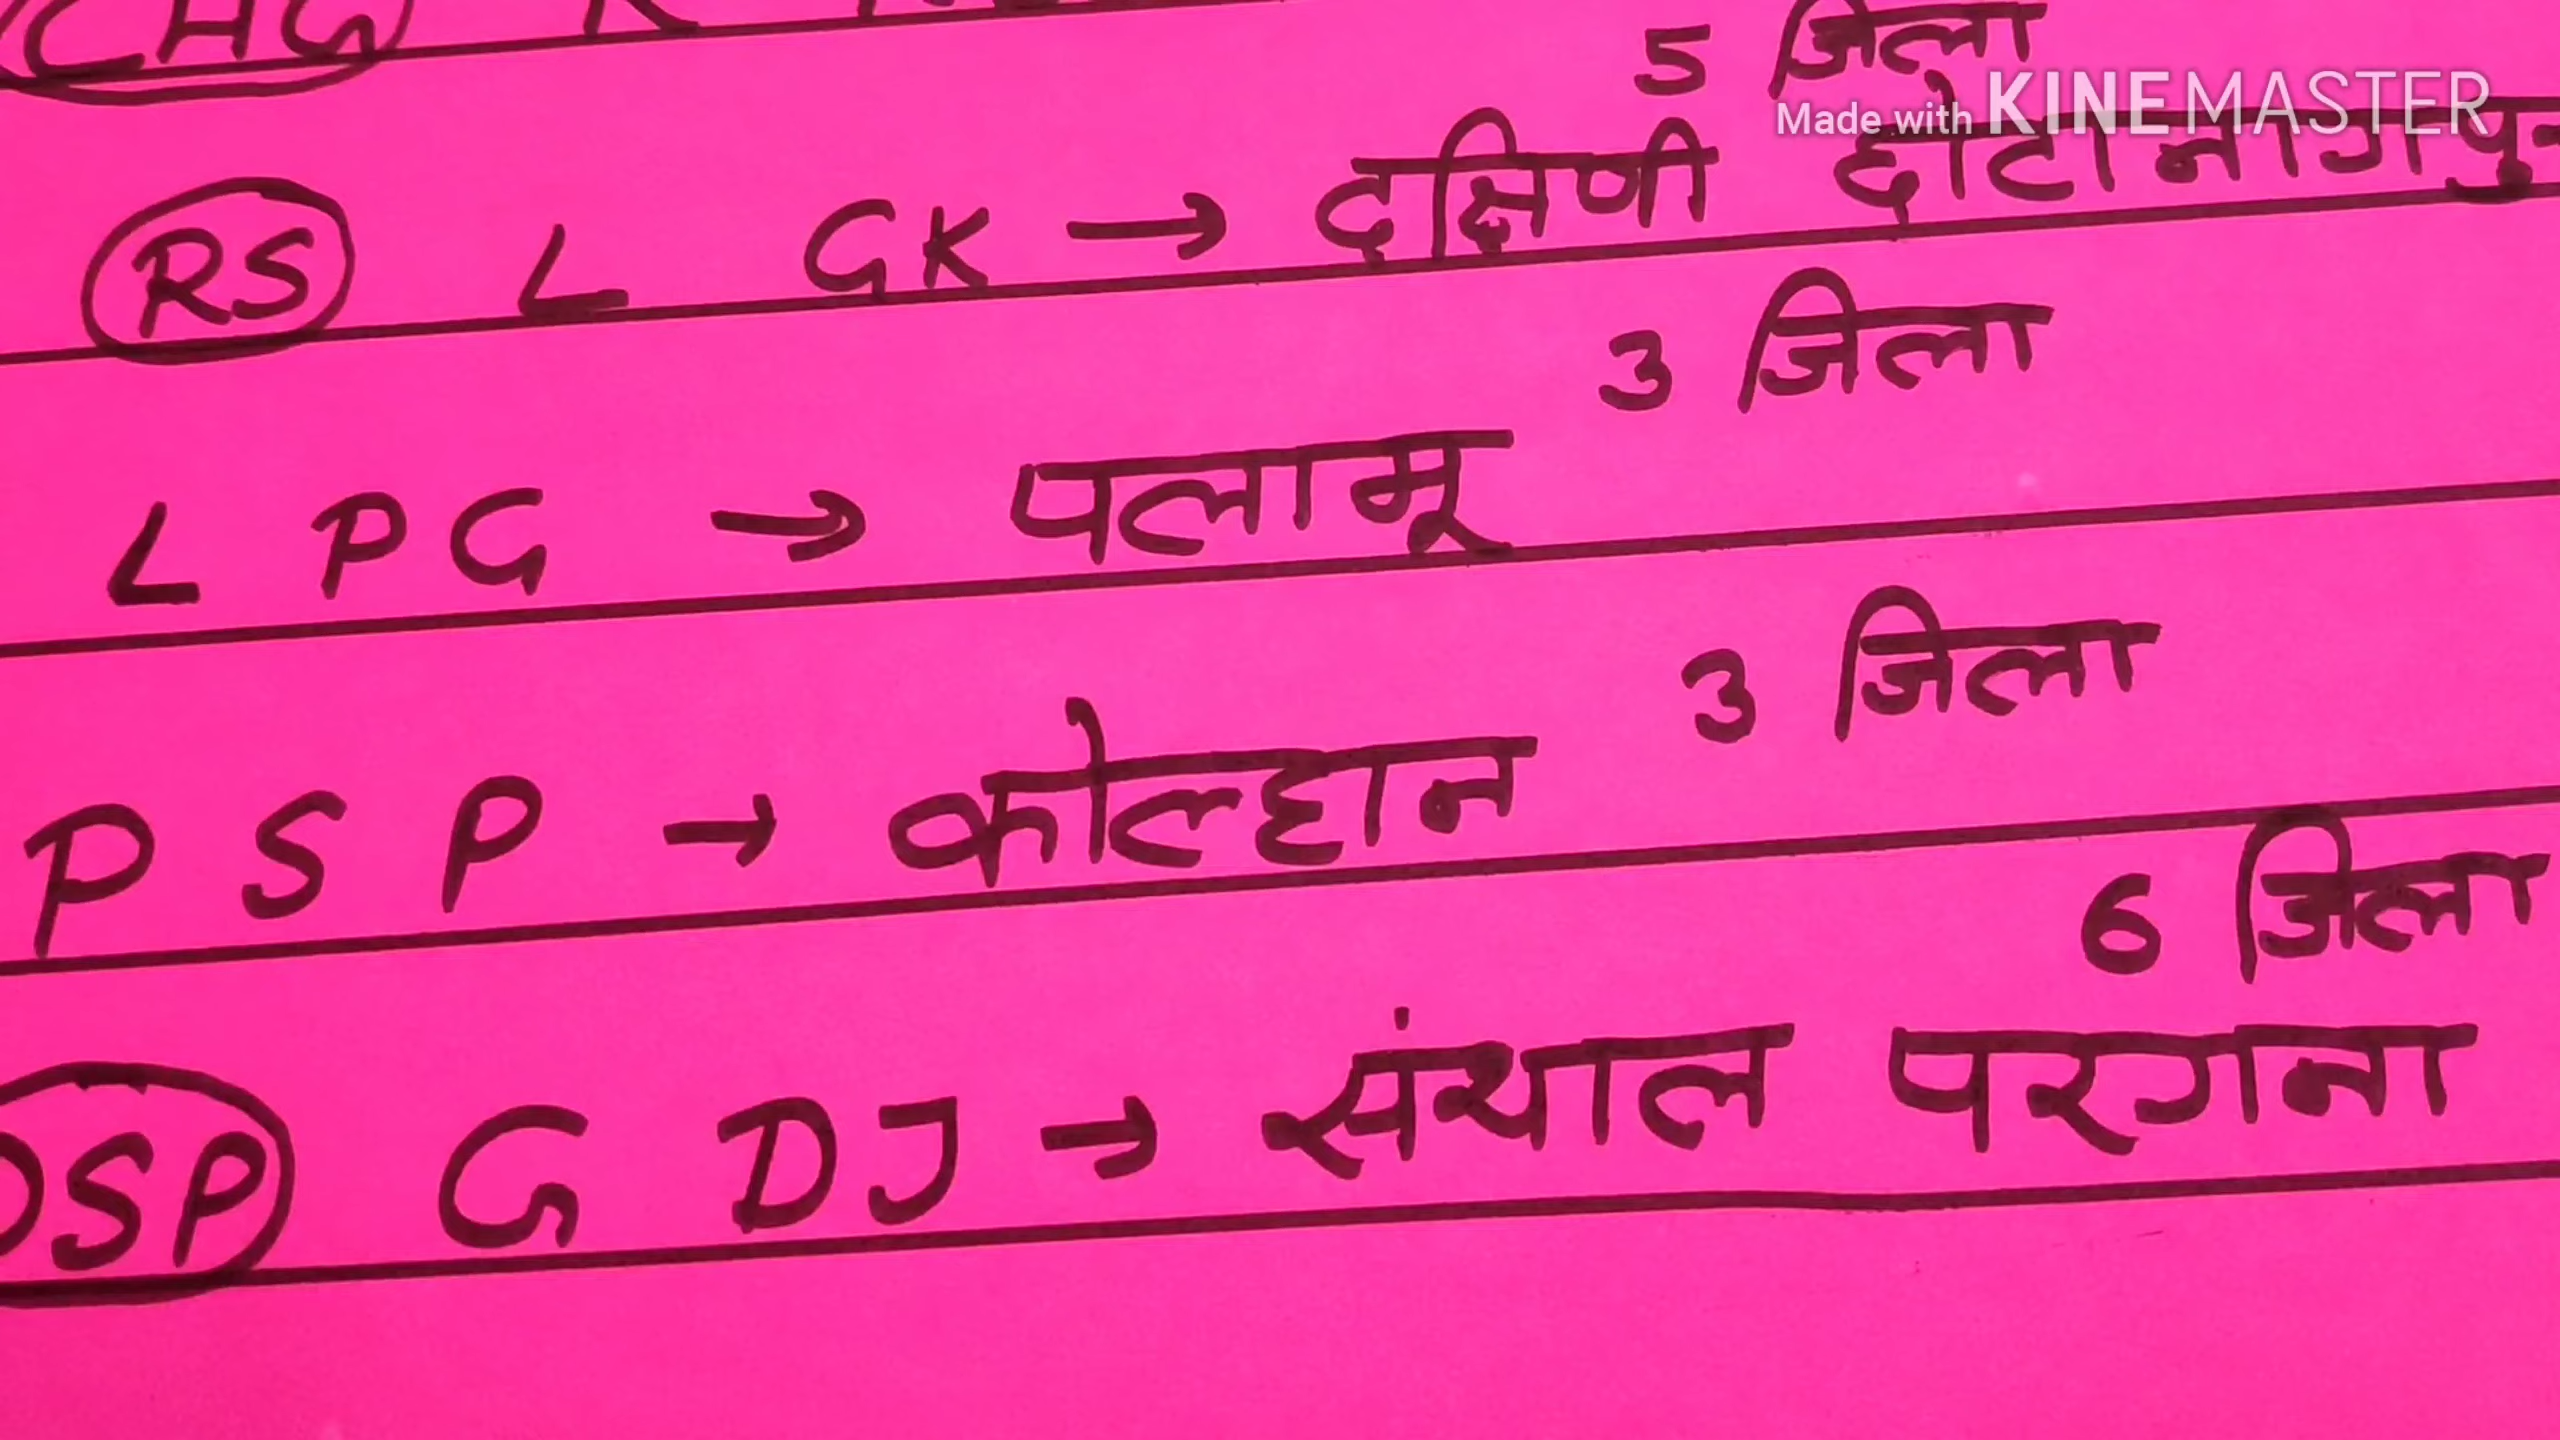 5 जिला
Made with KINEMASTER
RS L GK → दक्षिणी छोटानागपुर
3 जिला
L P G → पलामू
3 जिला
P S P → कोल्हान
6 जिला
SP G DJ → संथाल परगना